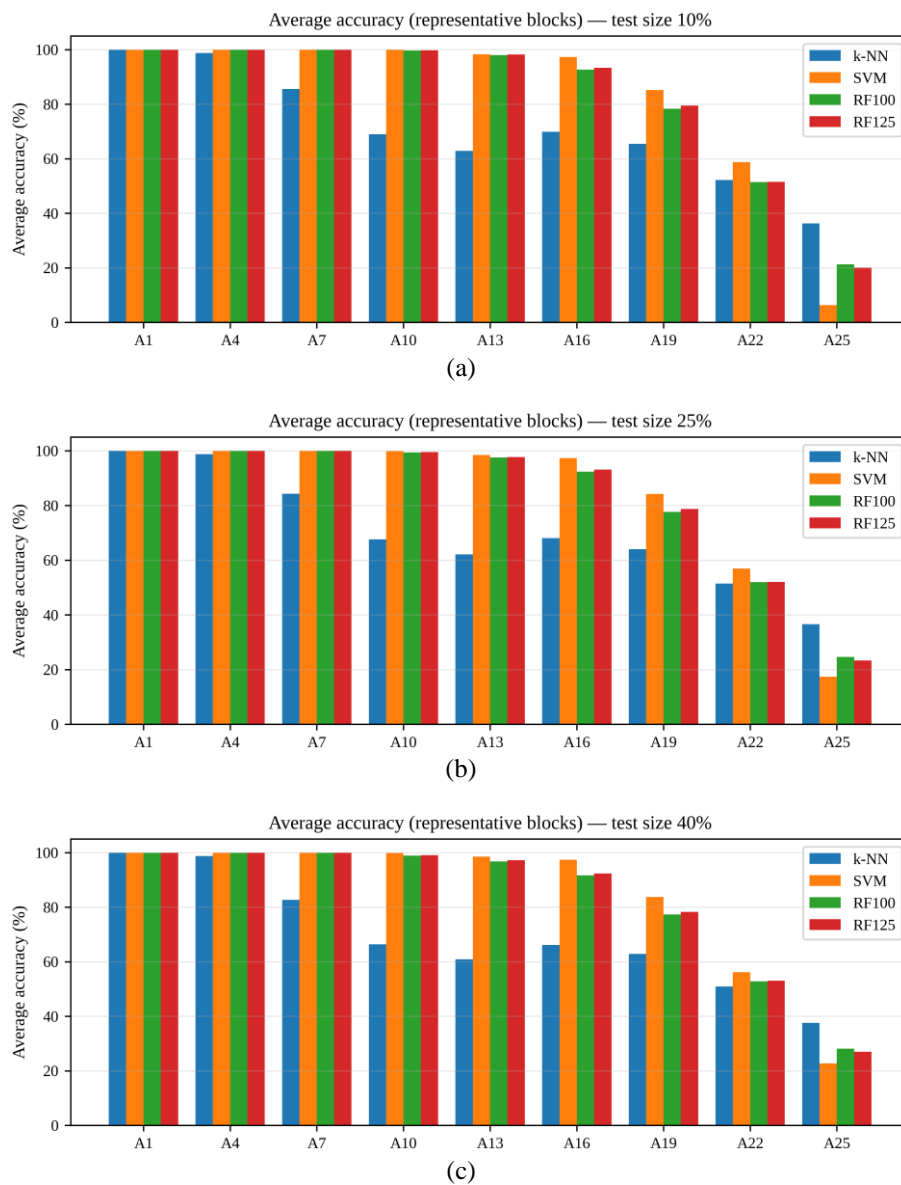 Average accuracy (representative blocks) — test size 10%
100
80
60
40
20
0
Average accuracy (%)
k-NN
SVM
RF100
RF125
A1 A4 A7 A10 A13 A16 A19 A22 A25
(a)
Average accuracy (representative blocks) — test size 25%
100
80
60
40
20
0
Average accuracy (%)
k-NN
SVM
RF100
RF125
A1 A4 A7 A10 A13 A16 A19 A22 A25
(b)
Average accuracy (representative blocks) — test size 40%
100
80
60
40
20
0
Average accuracy (%)
k-NN
SVM
RF100
RF125
A1 A4 A7 A10 A13 A16 A19 A22 A25
(c)